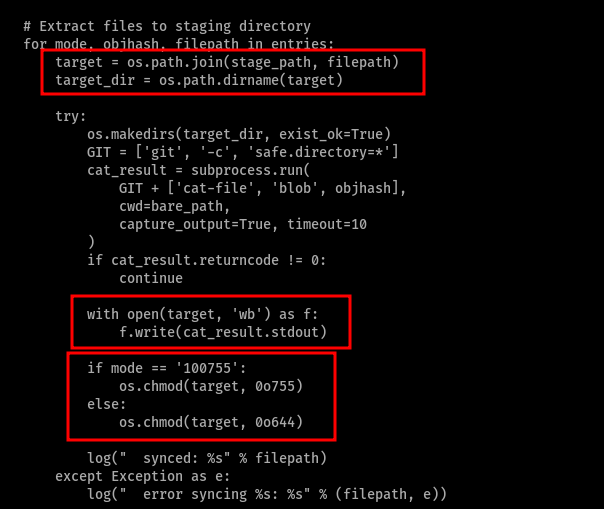 # Extract files to staging directory
for mode, objhash, filepath in entries:
    target = os.path.join(stage_path, filepath)
    target_dir = os.path.dirname(target)

    try:
        os.makedirs(target_dir, exist_ok=True)
        GIT = ['git', '-c', 'safe.directory=*']
        cat_result = subprocess.run(
            GIT + ['cat-file', 'blob', objhash],
            cwd=bare_path,
            capture_output=True, timeout=10
        )
        if cat_result.returncode != 0:
            continue

        with open(target, 'wb') as f:
            f.write(cat_result.stdout)

        if mode == '100755':
            os.chmod(target, 0o755)
        else:
            os.chmod(target, 0o644)

        log("  synced: %s" % filepath)
    except Exception as e:
        log("  error syncing %s: %s" % (filepath, e))